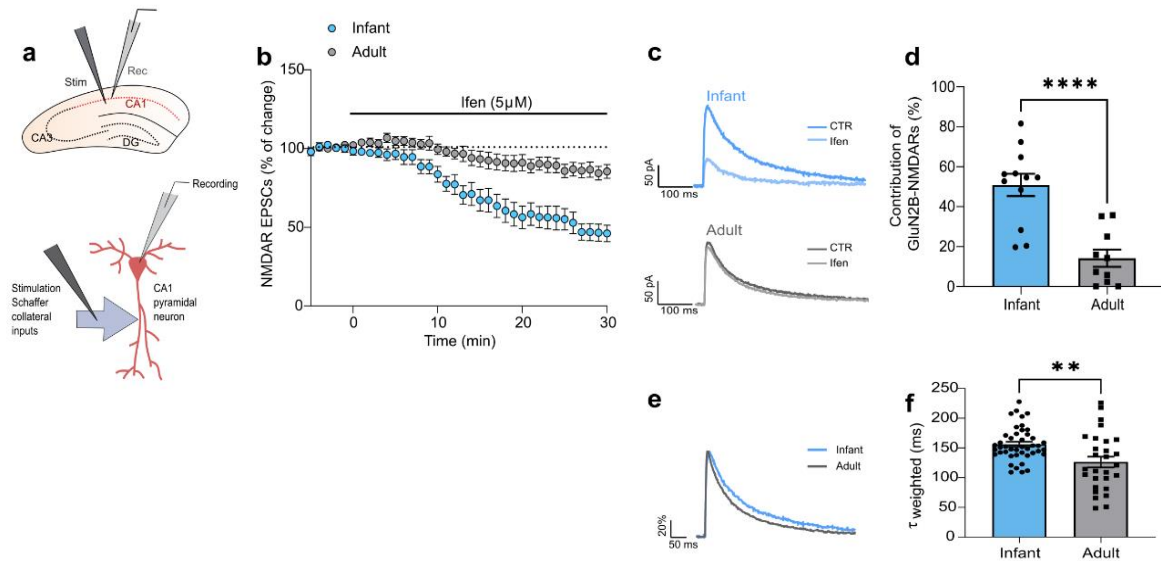 a
Stim
Rec
CA1
CA3
DG
Recording
Stimulation
Schaffer
collateral
inputs
CA1
pyramidal
neuron
b
Infant
Adult
NMDAR EPSCs (% of change)
150
100
50
0
Ifen (5μM)
0
10
20
30
Time (min)
c
Infant
CTR
Ifen
50 pA
100 ms
Adult
CTR
Ifen
50 pA
100 ms
d
Contribution of
GluN2B-NMDARs (%)
100
80
60
40
20
0
****
Infant
Adult
e
Infant
Adult
20%
50 ms
f
τ weighted (ms)
250
200
150
100
50
0
**
Infant
Adult